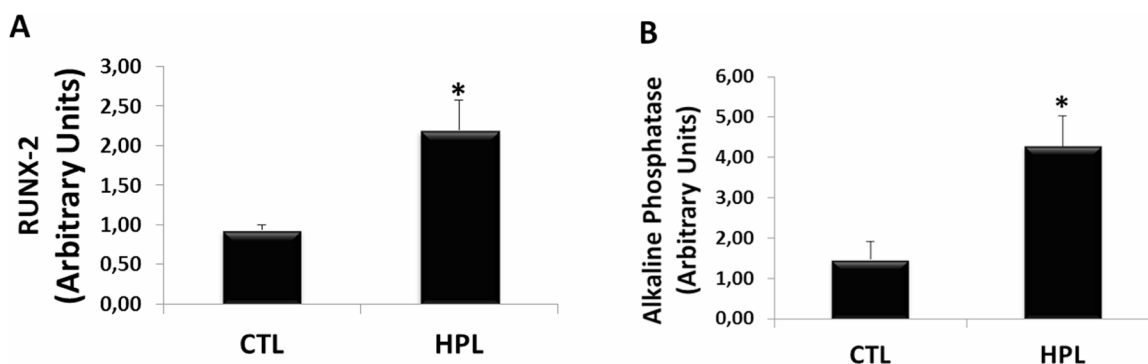 A
RUNX-2
(Arbitrary Units)
3,00
2,50
2,00
1,50
1,00
0,50
0,00
*
CTL
HPL
B
Alkaline Phosphatase
(Arbitrary Units)
6,00
5,00
4,00
3,00
2,00
1,00
0,00
*
CTL
HPL